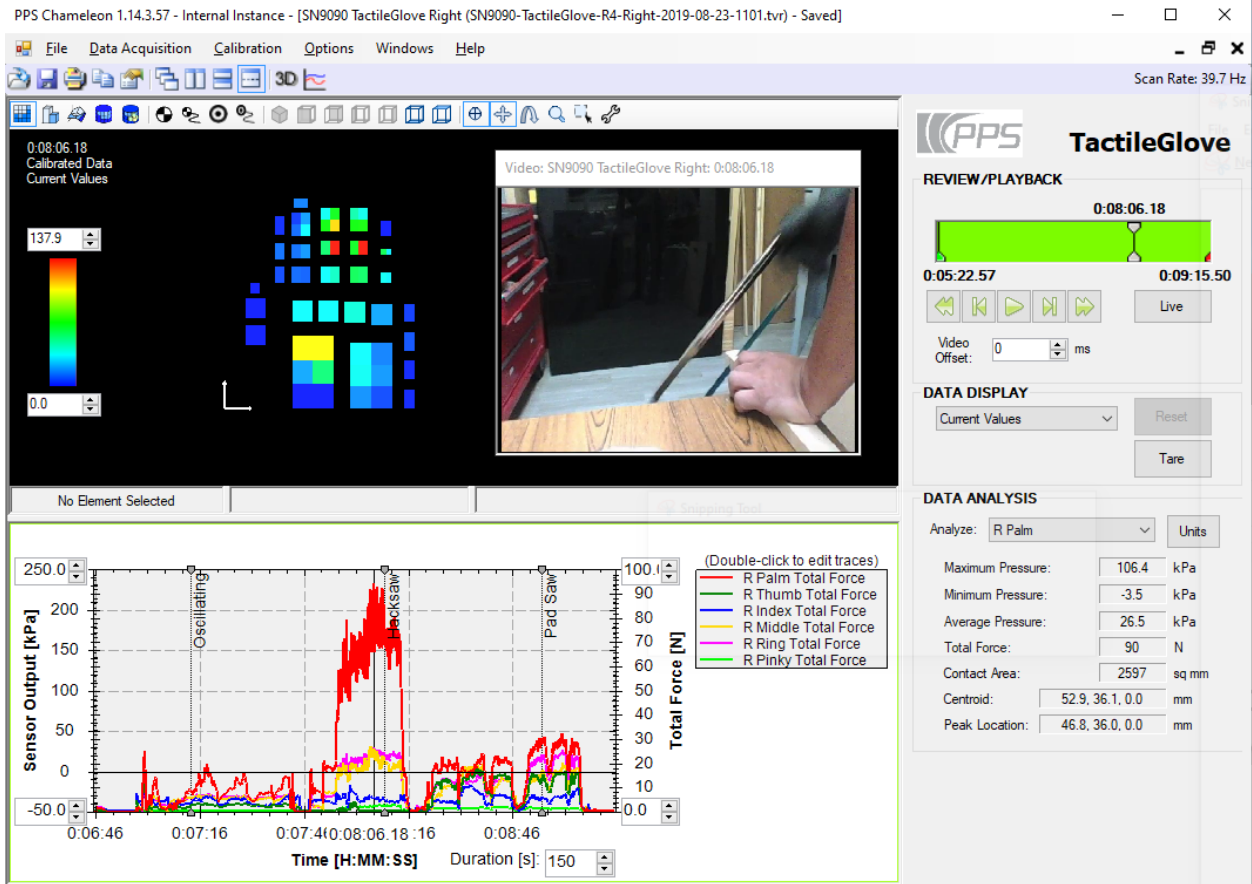 PPS Chameleon 1.14.3.57 - Internal Instance - [SN9090 TactileGlove Right (SN9090-TactileGlove-R4-Right-2019-08-23-1101.tvr) - Saved]
File Data Acquisition Calibration Options Windows Help
3D
Scan Rate: 39.7 Hz
0:08:06.18
Calibrated Data
Current Values
137.9
0.0
Video: SN9090 TactileGlove Right: 0:08:06.18
No Element Selected
Snipping Tool
PPS
TactileGlove
REVIEW/PLAYBACK
0:08:06.18
0:05:22.57 0:09:15.50
Live
Video
Offset: 0 ms
DATA DISPLAY
Current Values Reset
Tare
DATA ANALYSIS
Analyze: R Palm Units
Maximum Pressure: 106.4 kPa
Minimum Pressure: -3.5 kPa
Average Pressure: 26.5 kPa
Total Force: 90 N
Contact Area: 2597 sq mm
Centroid: 52.9, 36.1, 0.0 mm
Peak Location: 46.8, 36.0, 0.0 mm
Sensor Output [kPa]
250.0
200
150
100
50
0
-50.0
Oscillating
Hacksaw
Pad Saw
100.(
90
80
70
60
50
40
30
20
10
0.0
Total Force [N]
(Double-click to edit traces)
R Palm Total Force
R Thumb Total Force
R Index Total Force
R Middle Total Force
R Ring Total Force
R Pinky Total Force
0:06:46 0:07:16 0:07:4(0:08:06.18 :16 0:08:46
Time [H:MM:SS] Duration [s]: 150